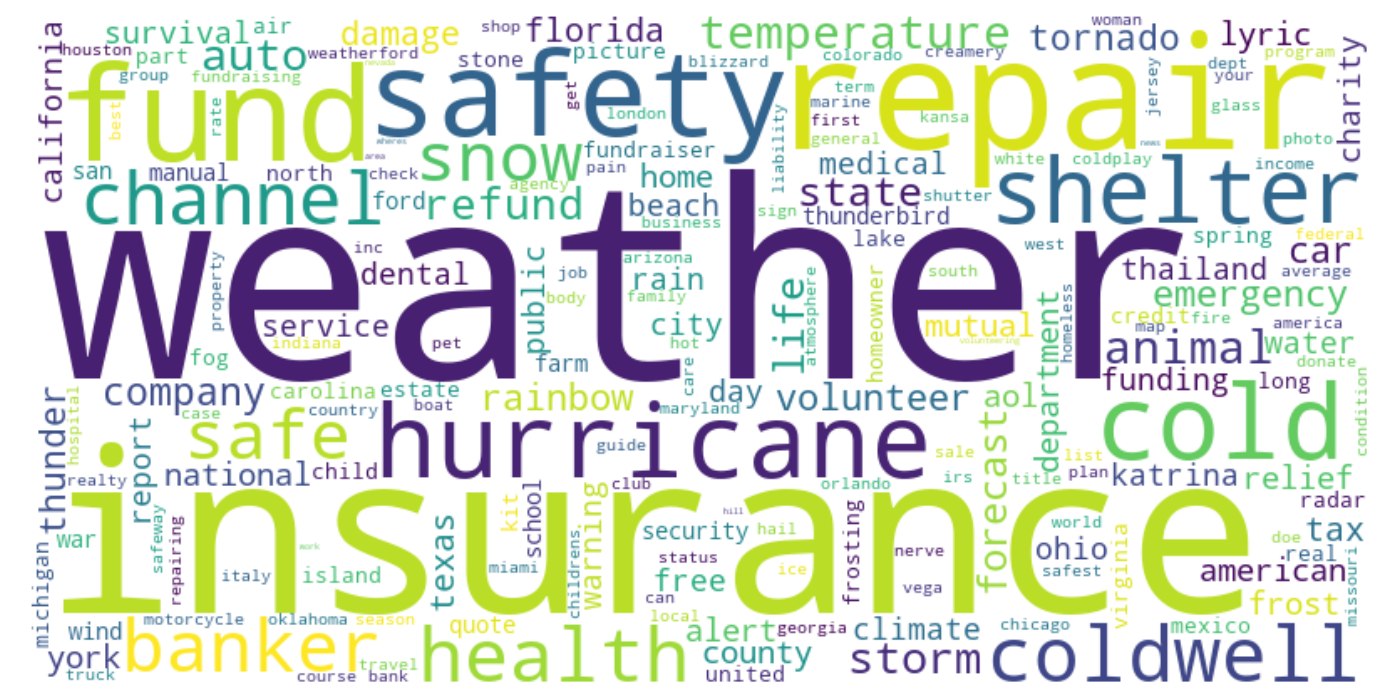 survival air
shop
florida
temperature
woman
tornado
lyric
california
houston
part
auto
weatherford
damage
stone
picture
blizzard
colorado
creamery
dept
program
group
fundraising
nevada
fund
safety
repair
get
term
your
jersey
charity
best
rate
where
london
marine
first
general
kansa
glass
photo
news
san
manual
north
area
check
snow
fundraiser
pain
liability
medical
white
coldplay
income
agency
home
channel
ford
refund
beach
business
sign
state
shutter
thunderbird
shelter
weather
inc
lake
west
spring
federal
car
property
dental
public
job
arizona
rain
body
family
life
atmosphere
homeowner
south
thailand
average
emergency
service
indiana
city
mutual
volunteering
department
homeless
credit
fire
map
america
fog
pet
farm
hot
care
animal
water
donate
funding
long
company
carolina
estate
rainbow
maryland
day
volunteer
aol
cold
condition
hospital
case
country
boat
thunder
safe
hurricane
guide
sale
forecast
list
report
national
child
club
orlando
irs
title
plan
katrina
relief
realty
radar
insurance
hill
kit
school
warning
security
hail
frosting
nerve
world
virginia
tax
war
safeway
repairing
work
texas
status
ohio
doe
real
michigan
italy
island
miami
childrens
free
ice
vega
safest
american
missouri
can
frost
wind
motorcycle
oklahoma
season
quote
local
alert
georgia
climate
chicago
mexico
york
banker
health
county
storm
coldwell
truck
travel
course
bank
united